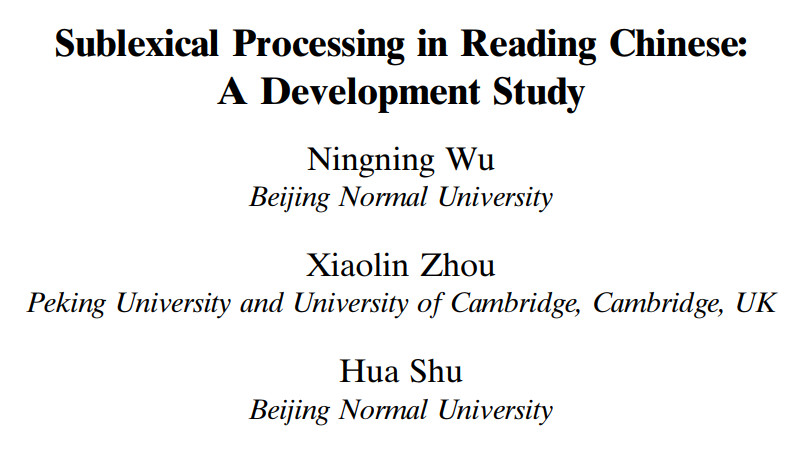 Sublexical Processing in Reading Chinese:
A Development Study
Ningning Wu
Beijing Normal University
Xiaolin Zhou
Peking University and University of Cambridge, Cambridge, UK
Hua Shu
Beijing Normal University